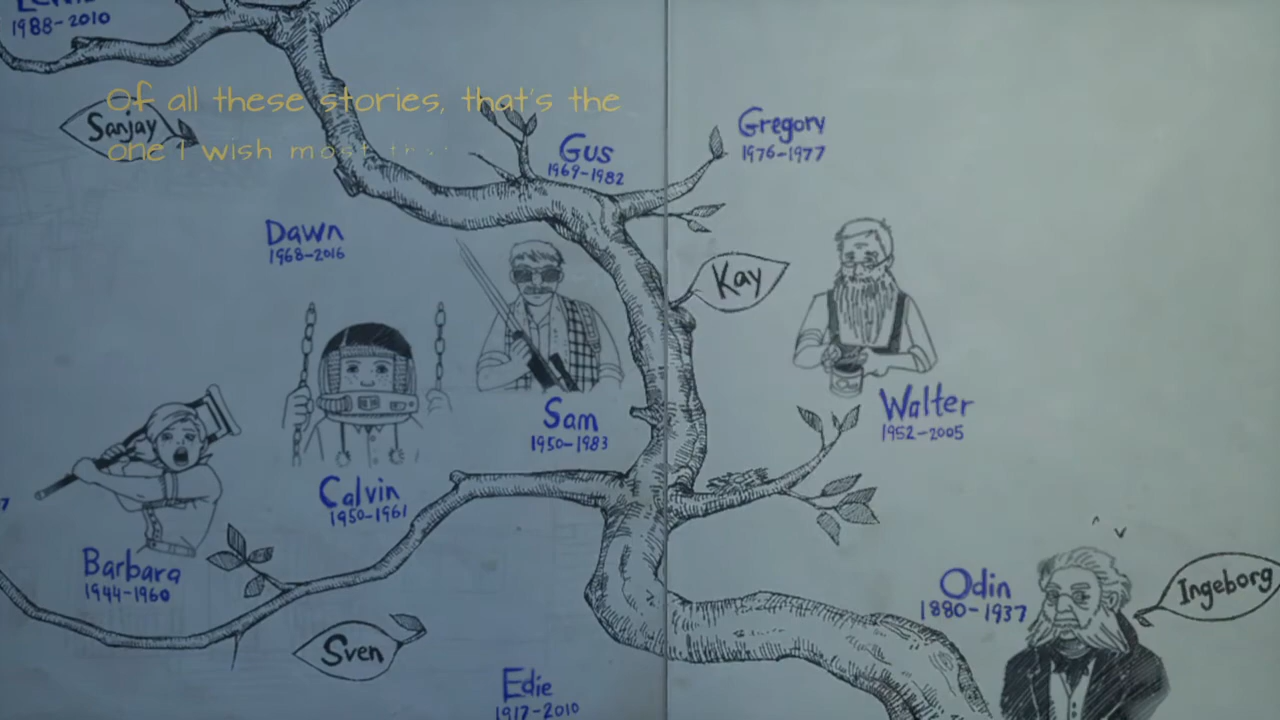 1988-2010
Of all these stories, that's the
one I wish most
Sanjay
Gus
1969-1982
Gregory
1976-1977
Dawn
1968-2016
Kay
Sam
1950-1983
Walter
1952-2005
Calvin
1950-1961
Barbara
1944-1960
7
Sven
Odin
1880-1937
Ingeborg
Edie
1917-2010